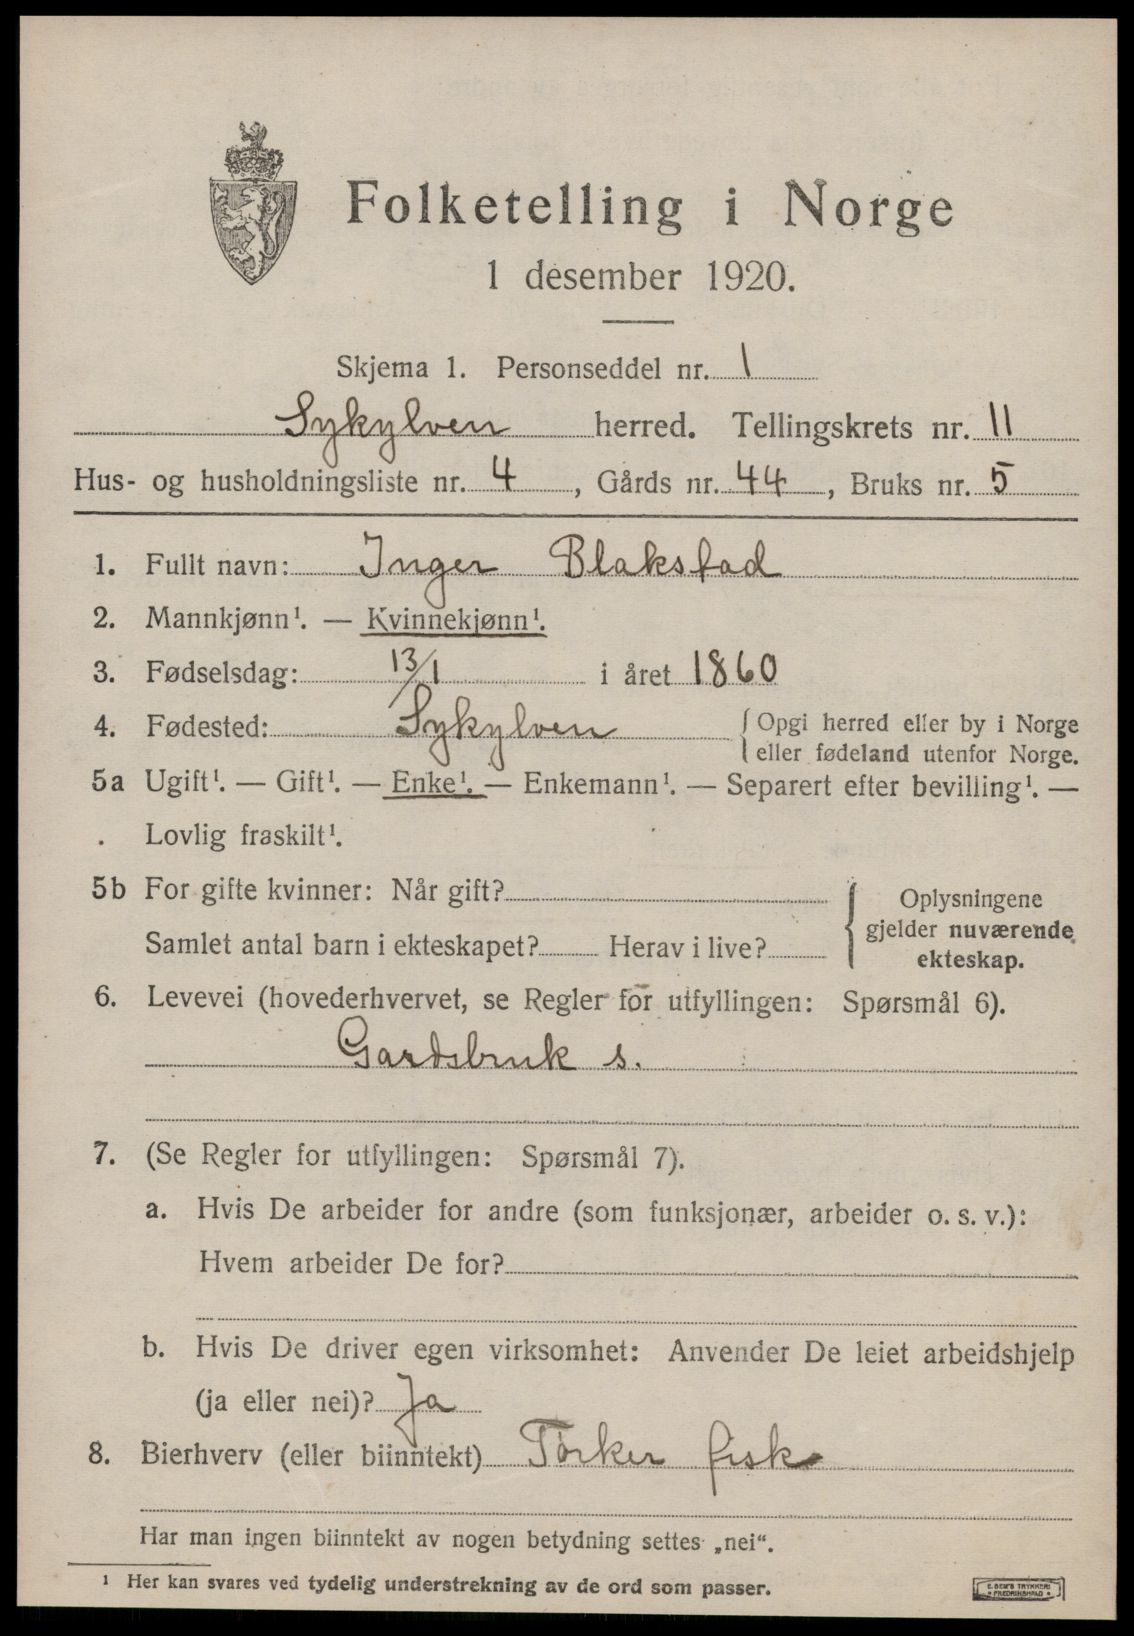 Folketelling i Norge
1 desember 1920.
Skjema 1. Personseddel nr. 1
Sykylven herred. Tellingskrets nr. 11
Hus- og husholdningsliste nr. 4, Gårds nr. 44, Bruks nr. 5
1. Fullt navn: Inger Blakstad
2. Mannkjønn¹. — Kvinnekjønn¹.
3. Fødselsdag: 13/1 i året 1860
4. Fødested: Sykylven { Opgi herred eller by i Norge
eller fødeland utenfor Norge.
5a Ugift¹. — Gift¹. — Enke¹. — Enkemann¹. — Separert efter bevilling¹. —
Lovlig fraskilt¹.
5b For gifte kvinner: Når gift?
Samlet antal barn i ekteskapet? Herav i live?
Oplysningene
gjelder nuværende
ekteskap.
6. Levevei (hovederhvervet, se Regler for utfyllingen: Spørsmål 6).
Gardsbruk s.
7. (Se Regler for utfyllingen: Spørsmål 7).
a. Hvis De arbeider for andre (som funksjonær, arbeider o. s. v.):
Hvem arbeider De for?
b. Hvis De driver egen virksomhet: Anvender De leiet arbeidshjelp
(ja eller nei)? Ja
8. Bierhverv (eller biinntekt) Tørker fisk
Har man ingen biinntekt av nogen betydning settes „nei“.
¹ Her kan svares ved tydelig understrekning av de ord som passer.
E. SEM'S TRYKKERI
FREDRIKSHALD